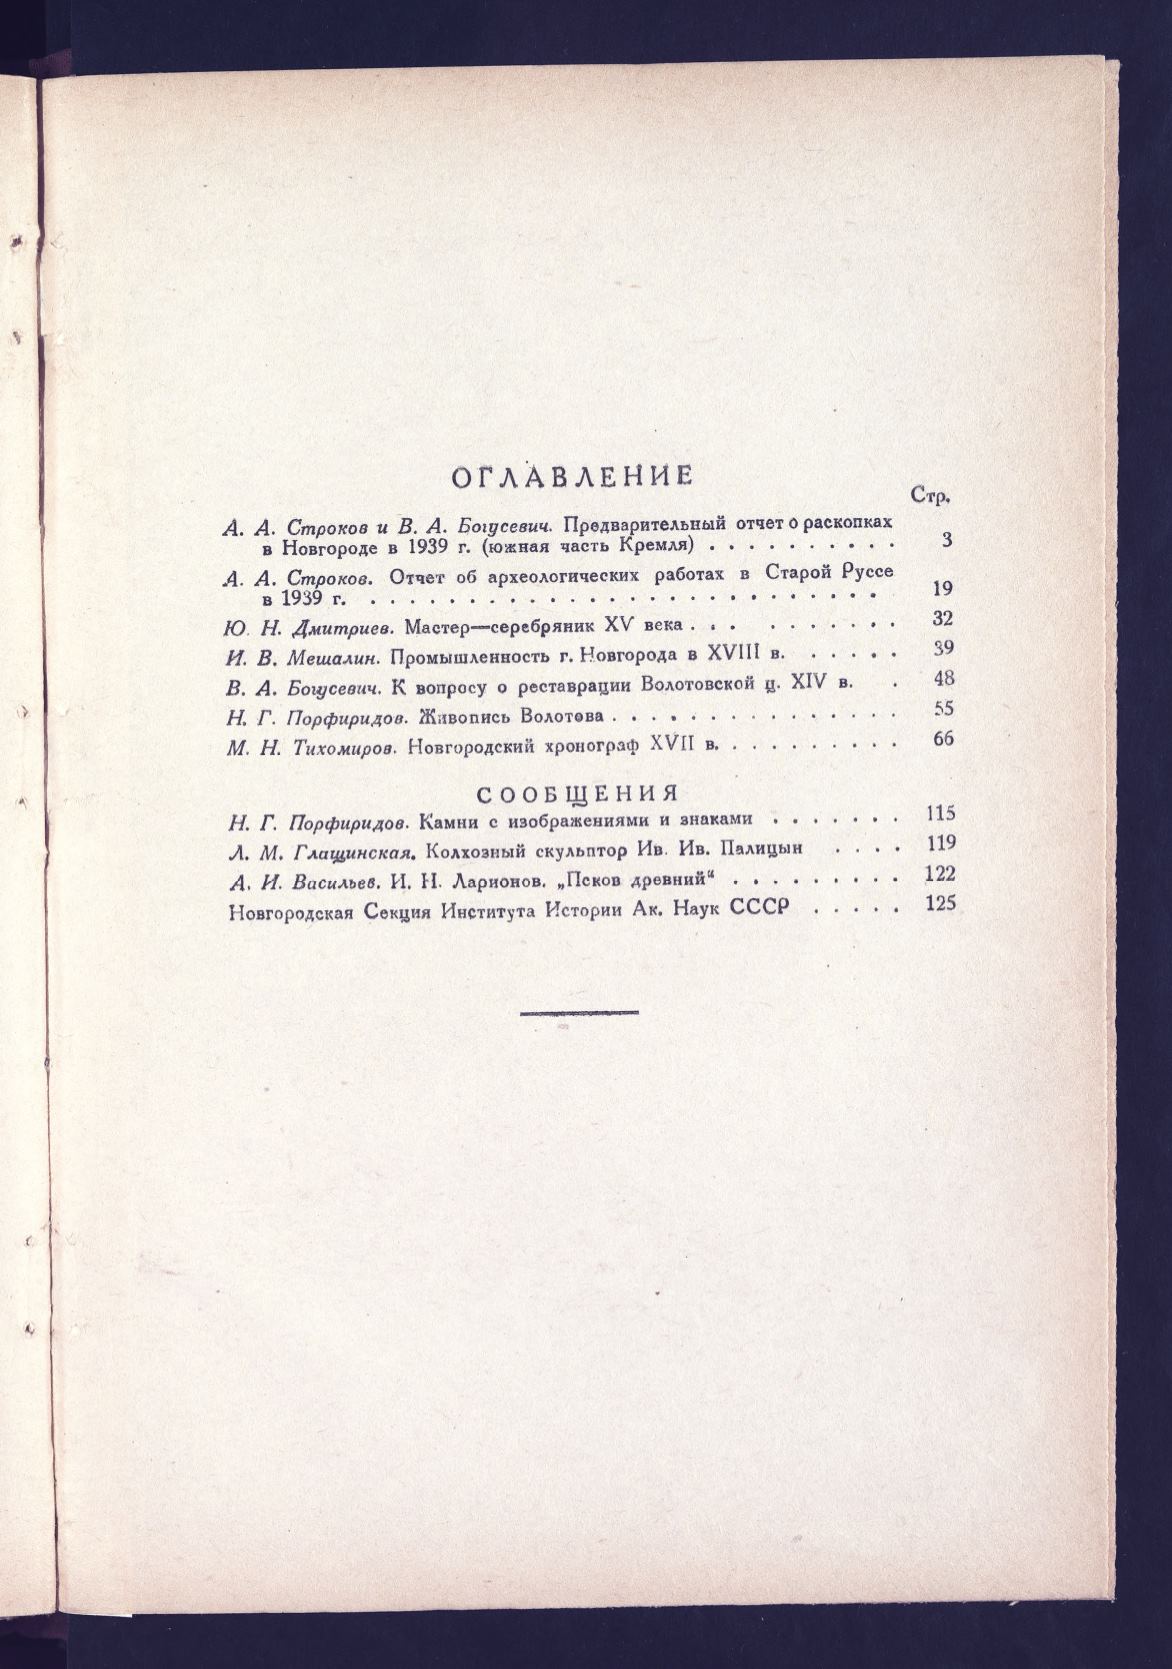 ОГЛАВЛЕНИЕ
Стр.
А. А. Строков и В. А. Богусевич. Предварительный отчет о раскопках
в Новгороде в 1939 г. (южная часть Кремля) . . . . . . . . . . 3
А. А. Строков. Отчет об археологических работах в Старой Руссе
в 1939 г. . . . . . . . . . . . . . . . . . . . . . . . . . . . 19
Ю. Н. Дмитриев. Мастер—серебряник XV века . . . . . . . . . . 32
И. В. Мешалин. Промышленность г. Новгорода в XVIII в. . . . . . 39
В. А. Богусевич. К вопросу о реставрации Волотовской ц. XIV в. . 48
Н. Г. Порфиридов. Живопись Волотова . . . . . . . . . . . . . . . 55
М. Н. Тихомиров. Новгородский хронограф XVII в. . . . . . . . . . 66
СООБЩЕНИЯ
Н. Г. Порфиридов. Камни с изображениями и знаками . . . . . . . 115
Л. М. Глащинская. Колхозный скульптор Ив. Ив. Палицын . . . . 119
А. И. Васильев. И. Н. Ларионов. „Псков древний“ . . . . . . . . . 122
Новгородская Секция Института Истории Ак. Наук СССР . . . . . 125